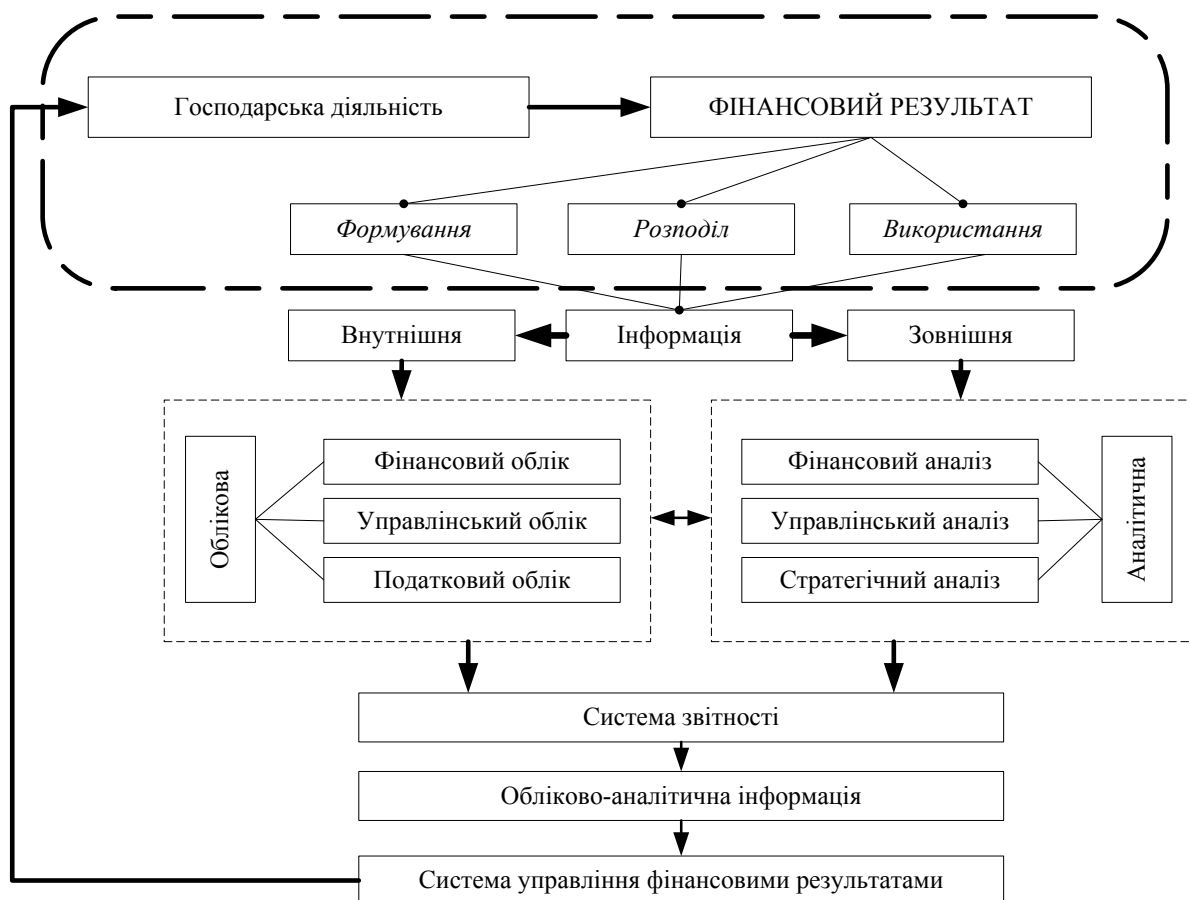 Господарська діяльність
ФІНАНСОВИЙ РЕЗУЛЬТАТ
Формування
Розподіл
Використання
Внутнішня
Інформація
Зовнішня
Облікова
Фінансовий облік
Управлінський облік
Податковий облік
Фінансовий аналіз
Управлінський аналіз
Стратегічний аналіз
Аналітична
Система звітності
Обліково-аналітична інформація
Система управління фінансовими результатами